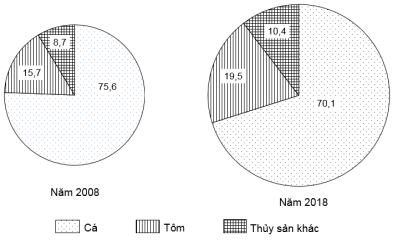 8,7
15,7
75,6
10,4
19,5
70,1
Năm 2008
Năm 2018
Cá
Tôm
Thủy sản khác